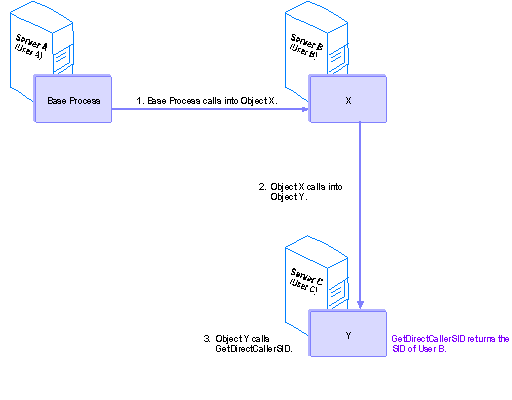 Server A
(User A)
Server B
(User B)
Base Process
1. Base Process calls into Object X.
X
2. Object X calls into
Object Y.
Server C
(User C)
3. Object Y calls
GetDirectCallerSID.
Y
GetDirectCallerSID returns the
SID of User B.